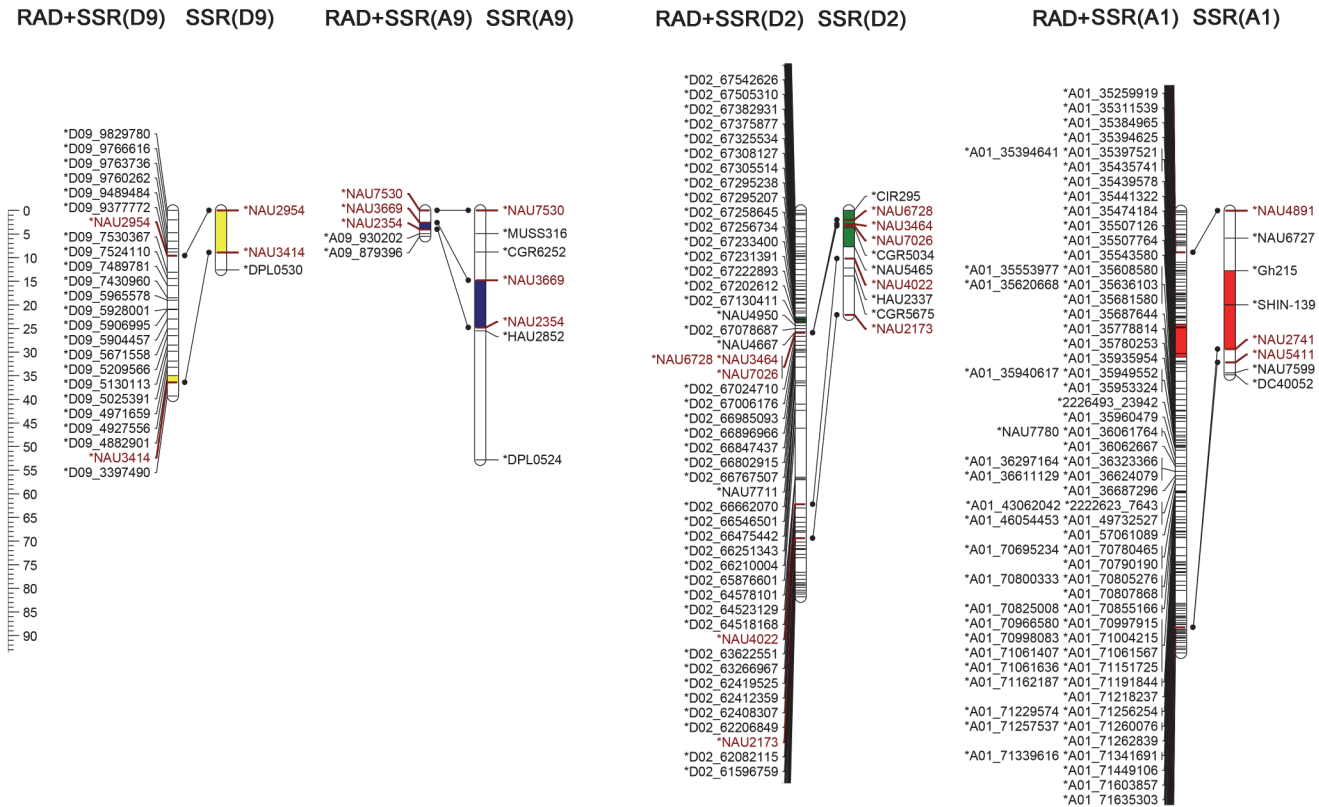 RAD+SSR(D9) SSR(D9)
RAD+SSR(A9) SSR(A9)
RAD+SSR(D2) SSR(D2)
RAD+SSR(A1) SSR(A1)
0
5
10
15
20
25
30
35
40
45
50
55
60
65
70
75
80
85
90
*D09_9829780
*D09_9766616
*D09_9763736
*D09_9760262
*D09_9489484
*D09_9377772
*NAU2954
*D09_7530367
*D09_7524110
*D09_7489781
*D09_7430960
*D09_5965578
*D09_5928001
*D09_5906995
*D09_5904457
*D09_5671558
*D09_5209566
*D09_5130113
*D09_5025391
*D09_4971659
*D09_4927556
*D09_4882901
*NAU3414
*D09_3397490
*NAU2954
*NAU3414
*DPL0530
*NAU7530
*NAU3669
*NAU2354
*A09_930202
*A09_879396
*NAU7530
*MUSS316
*CGR6252
*NAU3669
*NAU2354
*HAU2852
*DPL0524
*D02_67542626
*D02_67505310
*D02_67382931
*D02_67375877
*D02_67325534
*D02_67308127
*D02_67305514
*D02_67295238
*D02_67295207
*D02_67258645
*D02_67256734
*D02_67233400
*D02_67231391
*D02_67222893
*D02_67202612
*D02_67130411
*NAU4950
*D02_67078687
*NAU4667
*NAU6728 *NAU3464
*NAU7026
*D02_67024710
*D02_67006176
*D02_66985093
*D02_66896966
*D02_66847437
*D02_66802915
*D02_66767507
*NAU7711
*D02_66662070
*D02_66546501
*D02_66475442
*D02_66251343
*D02_66210004
*D02_65876601
*D02_64578101
*D02_64523129
*D02_64518168
*NAU4022
*D02_63622551
*D02_63266967
*D02_62419525
*D02_62412359
*D02_62408307
*D02_62206849
*NAU2173
*D02_62082115
*D02_61596759
*CIR295
*NAU6728
*NAU3464
*NAU7026
*CGR5034
*NAU5465
*NAU4022
*HAU2337
*CGR5675
*NAU2173
*A01_35259919
*A01_35311539
*A01_35384965
*A01_35394625
*A01_35394641 *A01_35397521
*A01_35435741
*A01_35439578
*A01_35441322
*A01_35474184
*A01_35507126
*A01_35507764
*A01_35543580
*A01_35553977 *A01_35608580
*A01_35620668 *A01_35636103
*A01_35681580
*A01_35687644
*A01_35778814
*A01_35780253
*A01_35935954
*A01_35940617 *A01_35949552
*A01_35953324
*2226493_23942
*A01_35960479
*NAU7780 *A01_36061764
*A01_36062667
*A01_36297164 *A01_36323366
*A01_36611129 *A01_36624079
*A01_36687296
*A01_43062042 *2222623_7643
*A01_46054453 *A01_49732527
*A01_57061089
*A01_70695234 *A01_70780465
*A01_70790190
*A01_70800333 *A01_70805276
*A01_70807868
*A01_70825008 *A01_70855166
*A01_70966580 *A01_70997915
*A01_70998083 *A01_71004215
*A01_71061407 *A01_71061567
*A01_71061636 *A01_71151725
*A01_71162187 *A01_71191844
*A01_71218237
*A01_71229574 *A01_71256254
*A01_71257537 *A01_71260076
*A01_71262839
*A01_71339616 *A01_71341691
*A01_71449106
*A01_71603857
*A01_71635303
*NAU4891
*NAU6727
*Gh215
*SHIN-139
*NAU2741
*NAU5411
*NAU7599
*DC40052